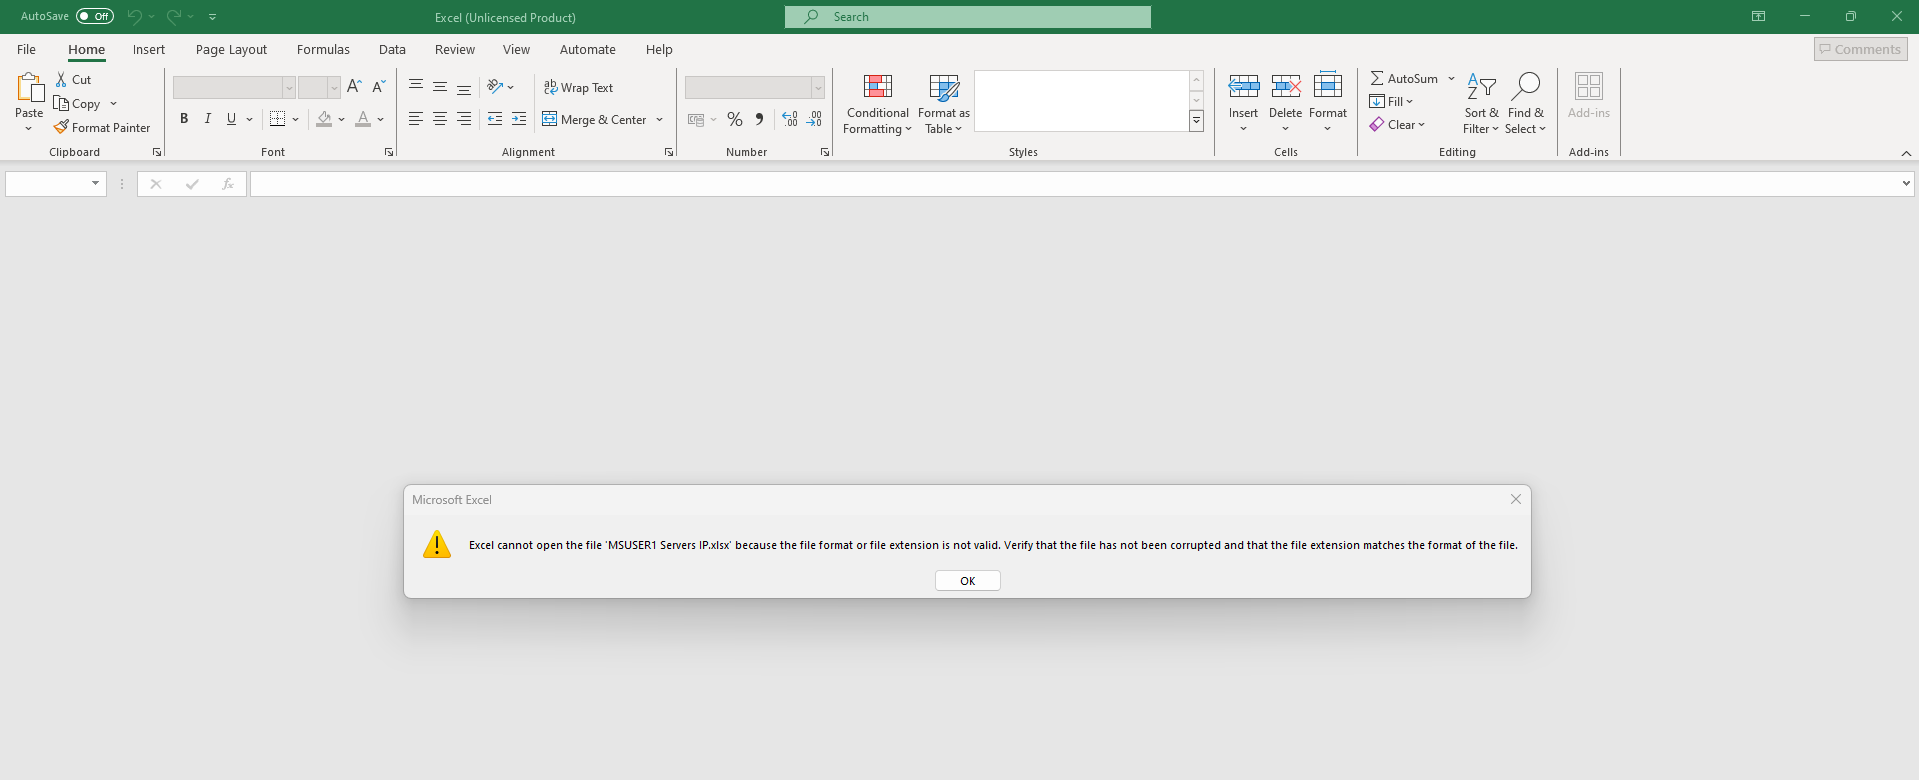 AutoSave Off Excel (Unlicensed Product) Search
File Home Insert Page Layout Formulas Data Review View Automate Help Comments
Paste
Cut
Copy
Format Painter
Clipboard
A A
B I U A
Font
ab Wrap Text
Merge & Center
Alignment
% 
Number
Conditional Formatting
Format as Table
Styles
Insert Delete Format
Cells
AutoSum
Fill
Clear
Sort & Filter
Find & Select
Editing
Add-ins
Add-ins
fx
Microsoft Excel
Excel cannot open the file 'MSUSER1 Servers IP.xlsx' because the file format or file extension is not valid. Verify that the file has not been corrupted and that the file extension matches the format of the file.
OK